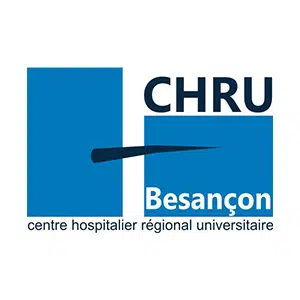 CHRU
Besançon
centre hospitalier régional universitaire